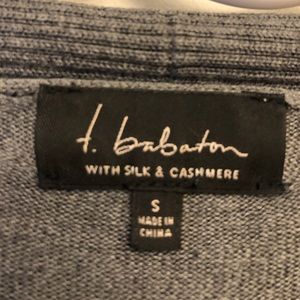 t. babaton
WITH SILK & CASHMERE
S
MADE IN
CHINA